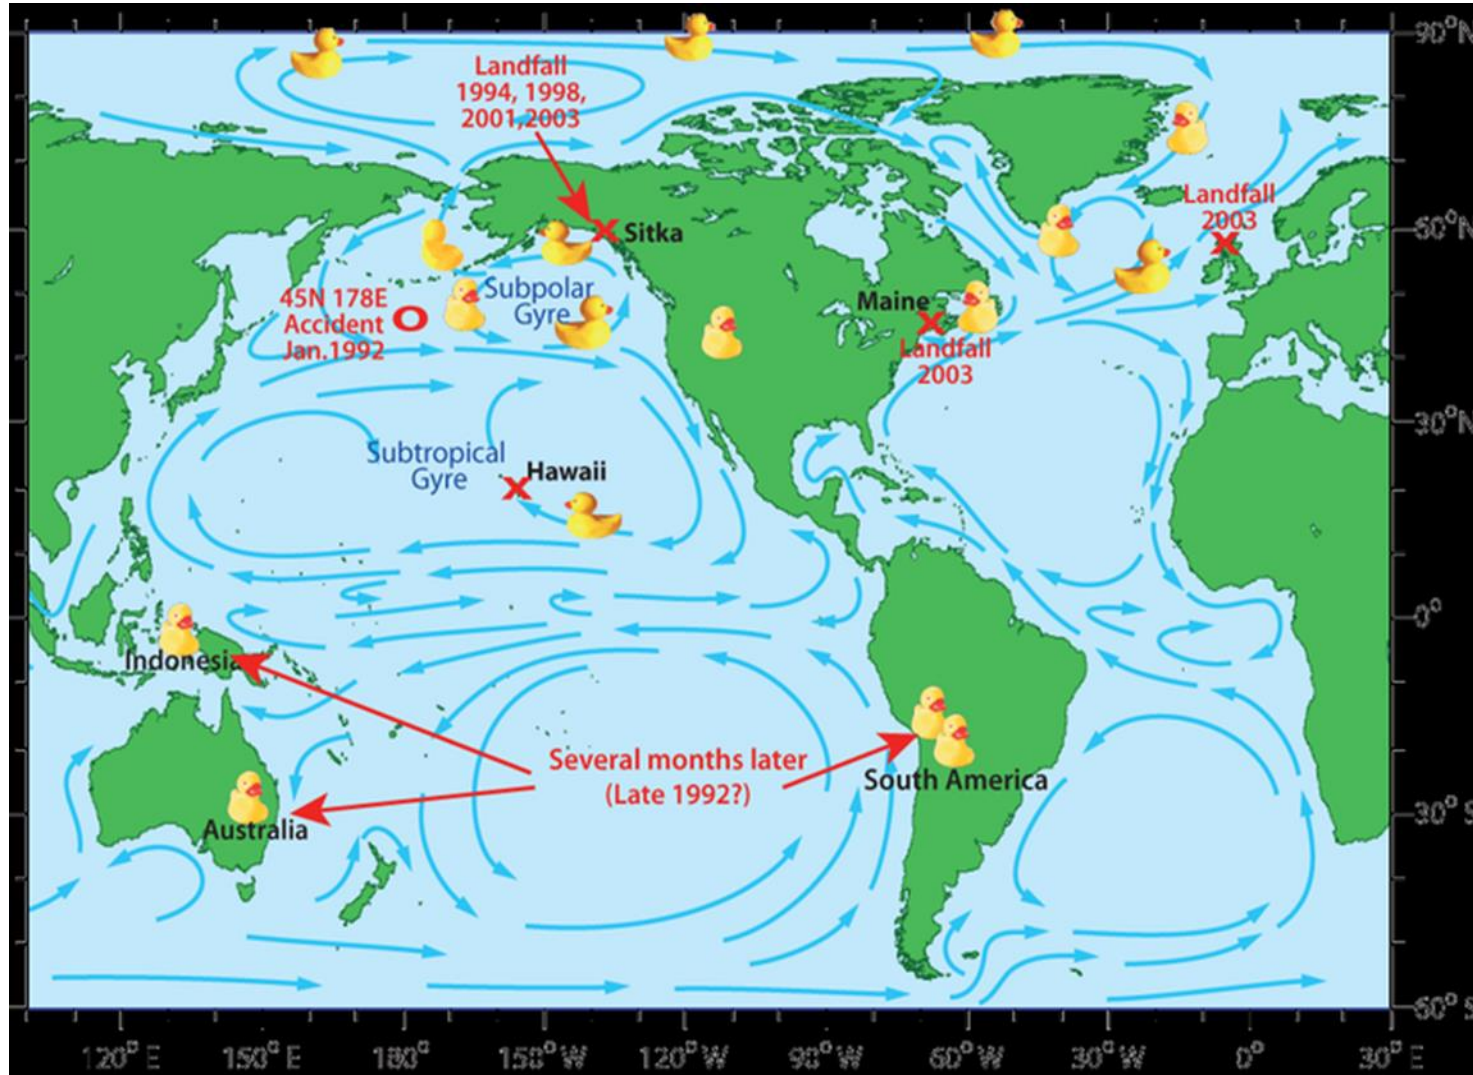 90°N
Landfall
1994, 1998,
2001,2003
Landfall
2003
Sitka
60°N
45N 178E
Accident
Jan.1992
Subpolar
Gyre
Maine
Landfall
2003
30°N
Subtropical
Gyre
Hawaii
0°
Indonesia
Several months later
(Late 1992?)
South America
30° S
Australia
60° S
120° E
150° E
180°
150° W
120° W
90° W
60° W
30° W
0°
30° E